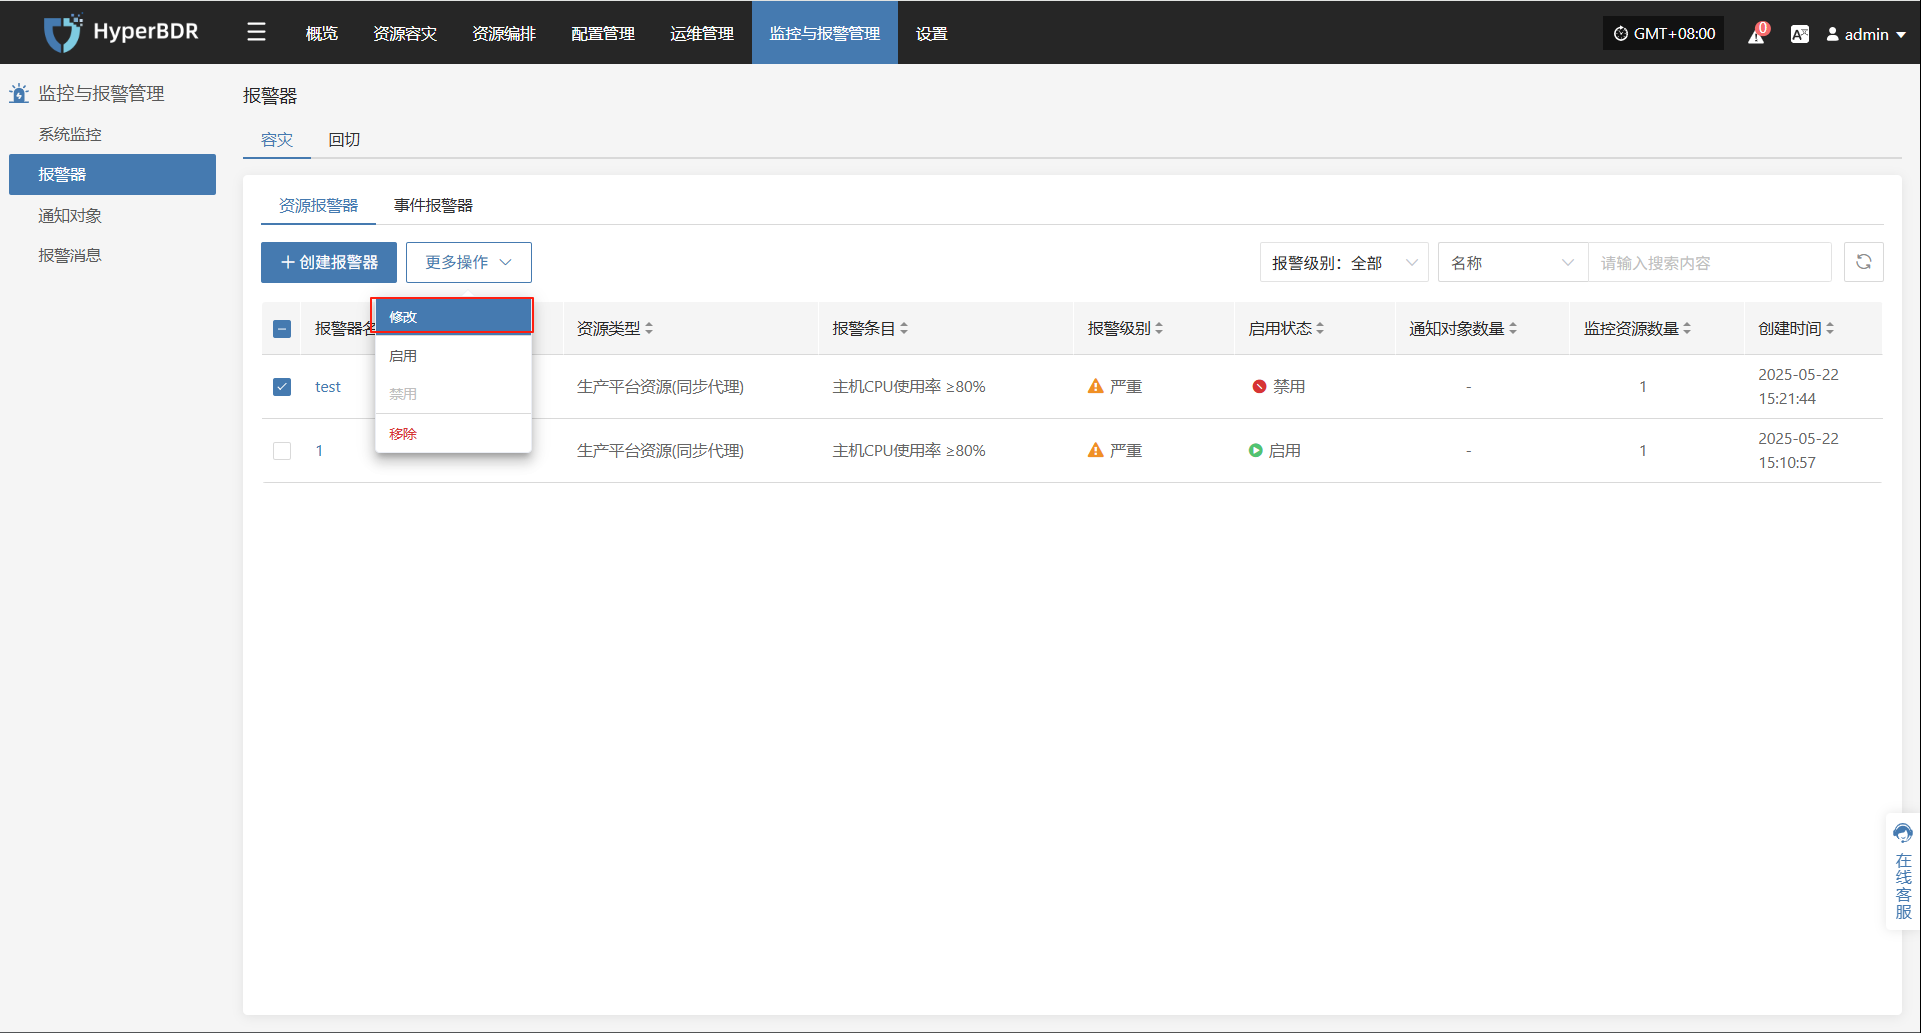 HyperBDR
概览
资源容灾
资源编排
配置管理
运维管理
监控与报警管理
设置
GMT+08:00
0
admin
监控与报警管理
系统监控
报警器
通知对象
报警消息
报警器
容灾
回切
资源报警器
事件报警器
创建报警器
更多操作
报警级别：全部
名称
请输入搜索内容
修改
启用
禁用
移除
报警器名
资源类型
报警条目
报警级别
启用状态
通知对象数量
监控资源数量
创建时间
test
生产平台资源(同步代理)
主机CPU使用率 ≥80%
严重
禁用
-
1
2025-05-22
15:21:44
1
生产平台资源(同步代理)
主机CPU使用率 ≥80%
严重
启用
-
1
2025-05-22
15:10:57
在线客服